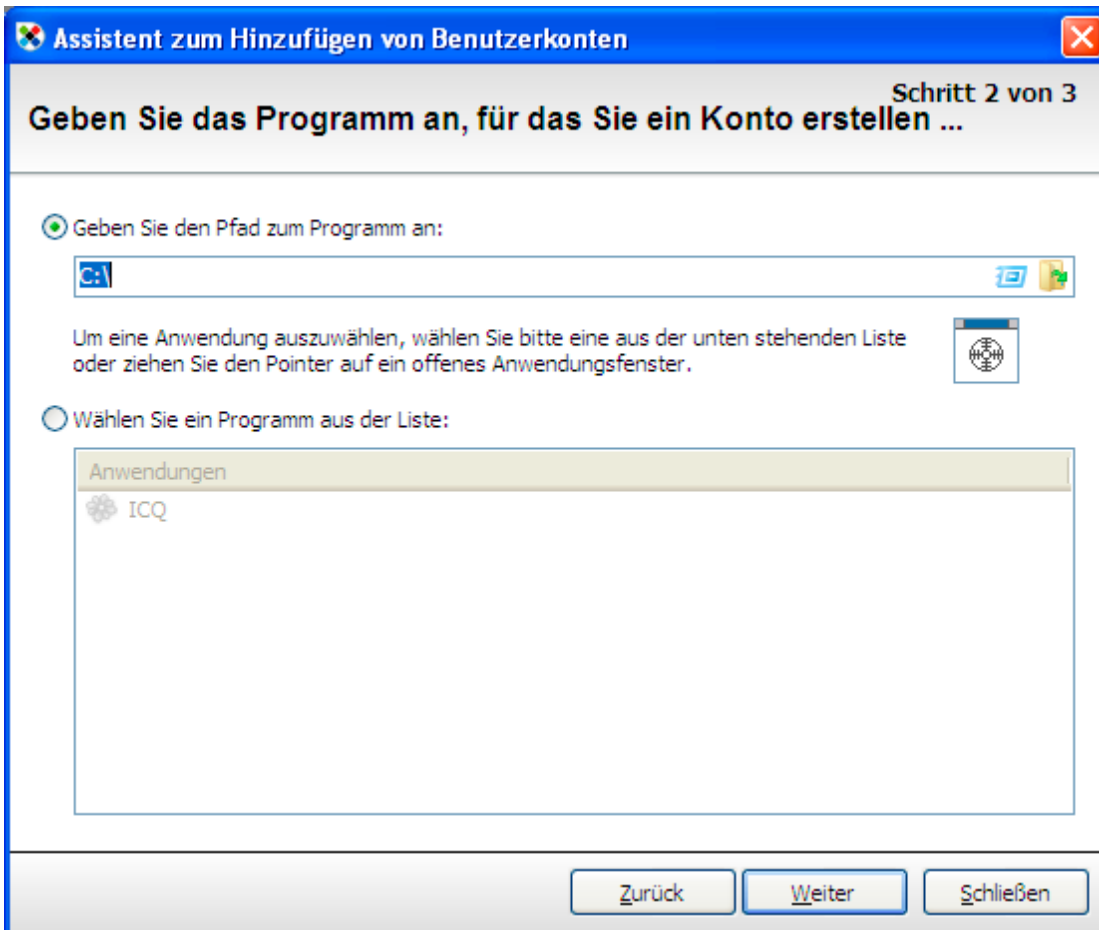 Assistent zum Hinzufügen von Benutzerkonten
Schritt 2 von 3
Geben Sie das Programm an, für das Sie ein Konto erstellen ...
Geben Sie den Pfad zum Programm an:
C:\
Um eine Anwendung auszuwählen, wählen Sie bitte eine aus der unten stehenden Liste
oder ziehen Sie den Pointer auf ein offenes Anwendungsfenster.
Wählen Sie ein Programm aus der Liste:
Anwendungen
ICQ
Zurück Weiter Schließen